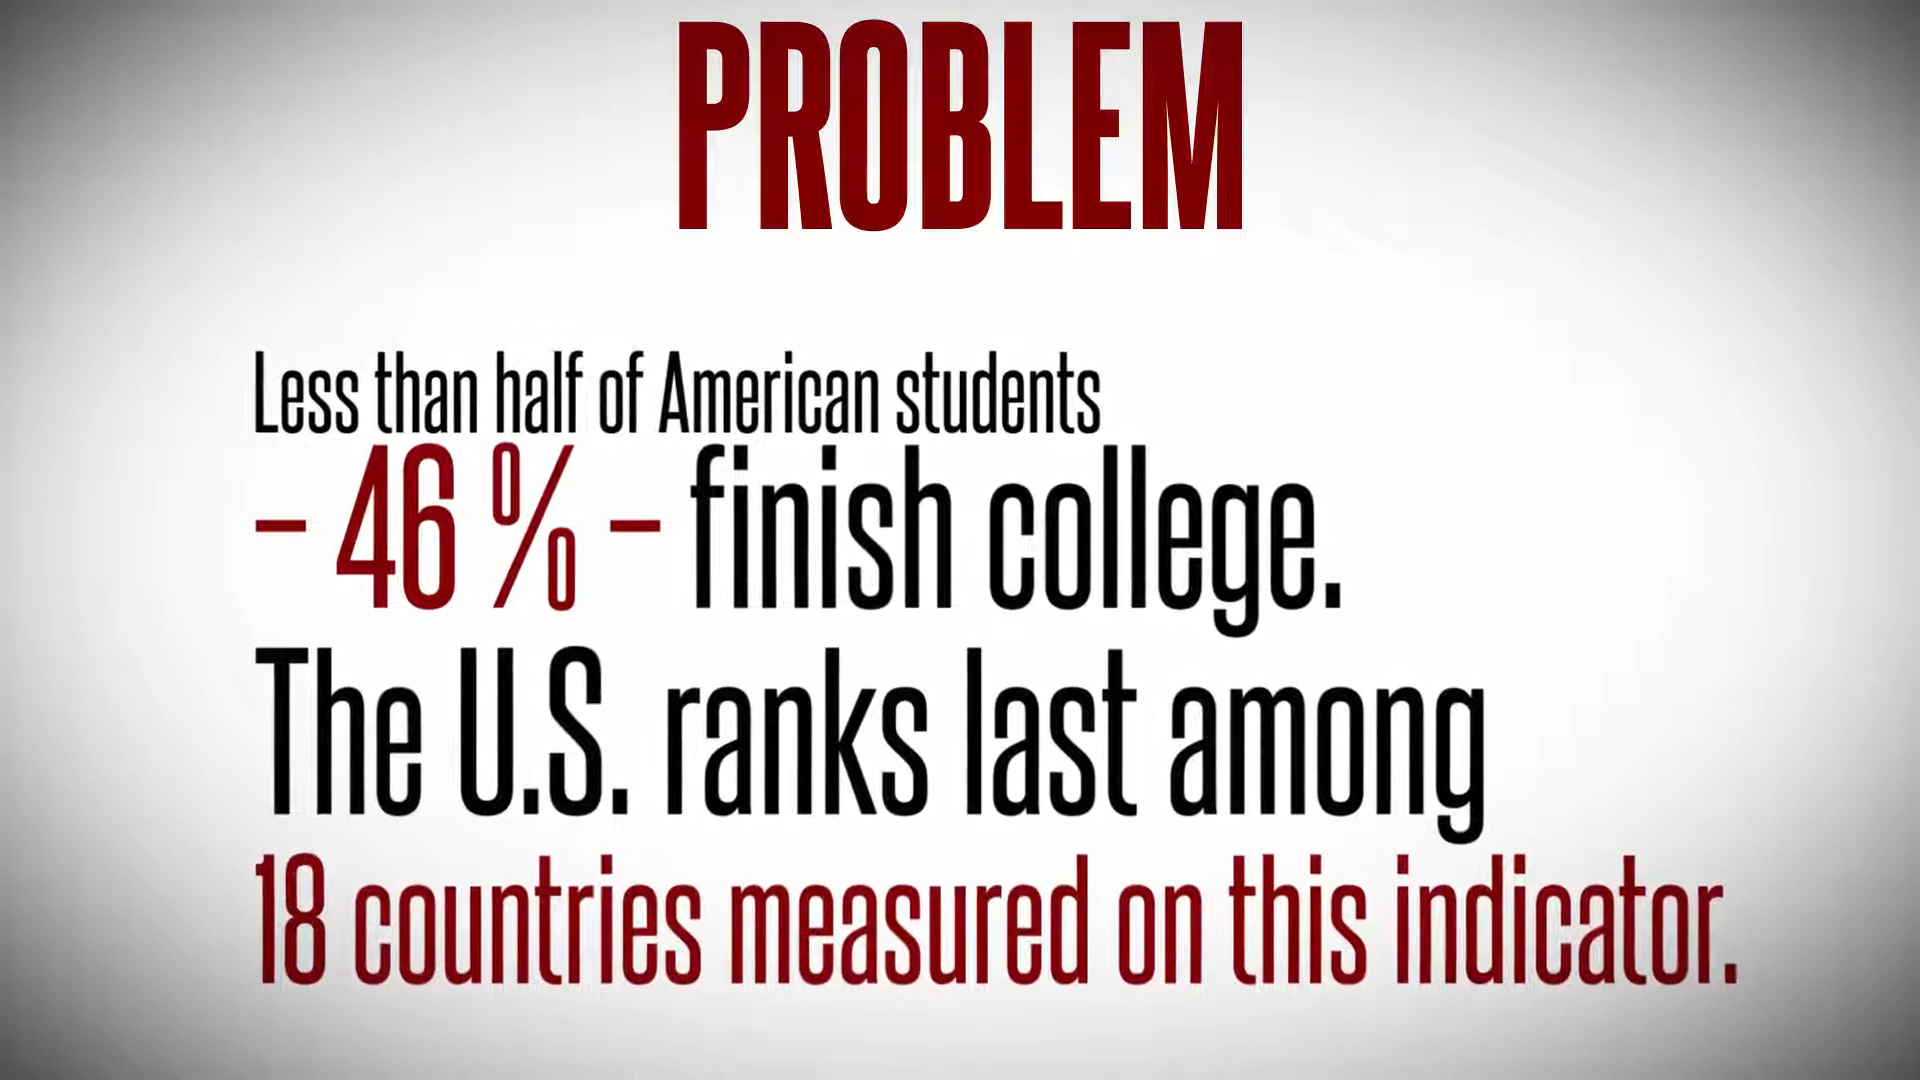 PROBLEM
Less than half of American students
– 46 % – finish college.
The U.S. ranks last among
18 countries measured on this indicator.